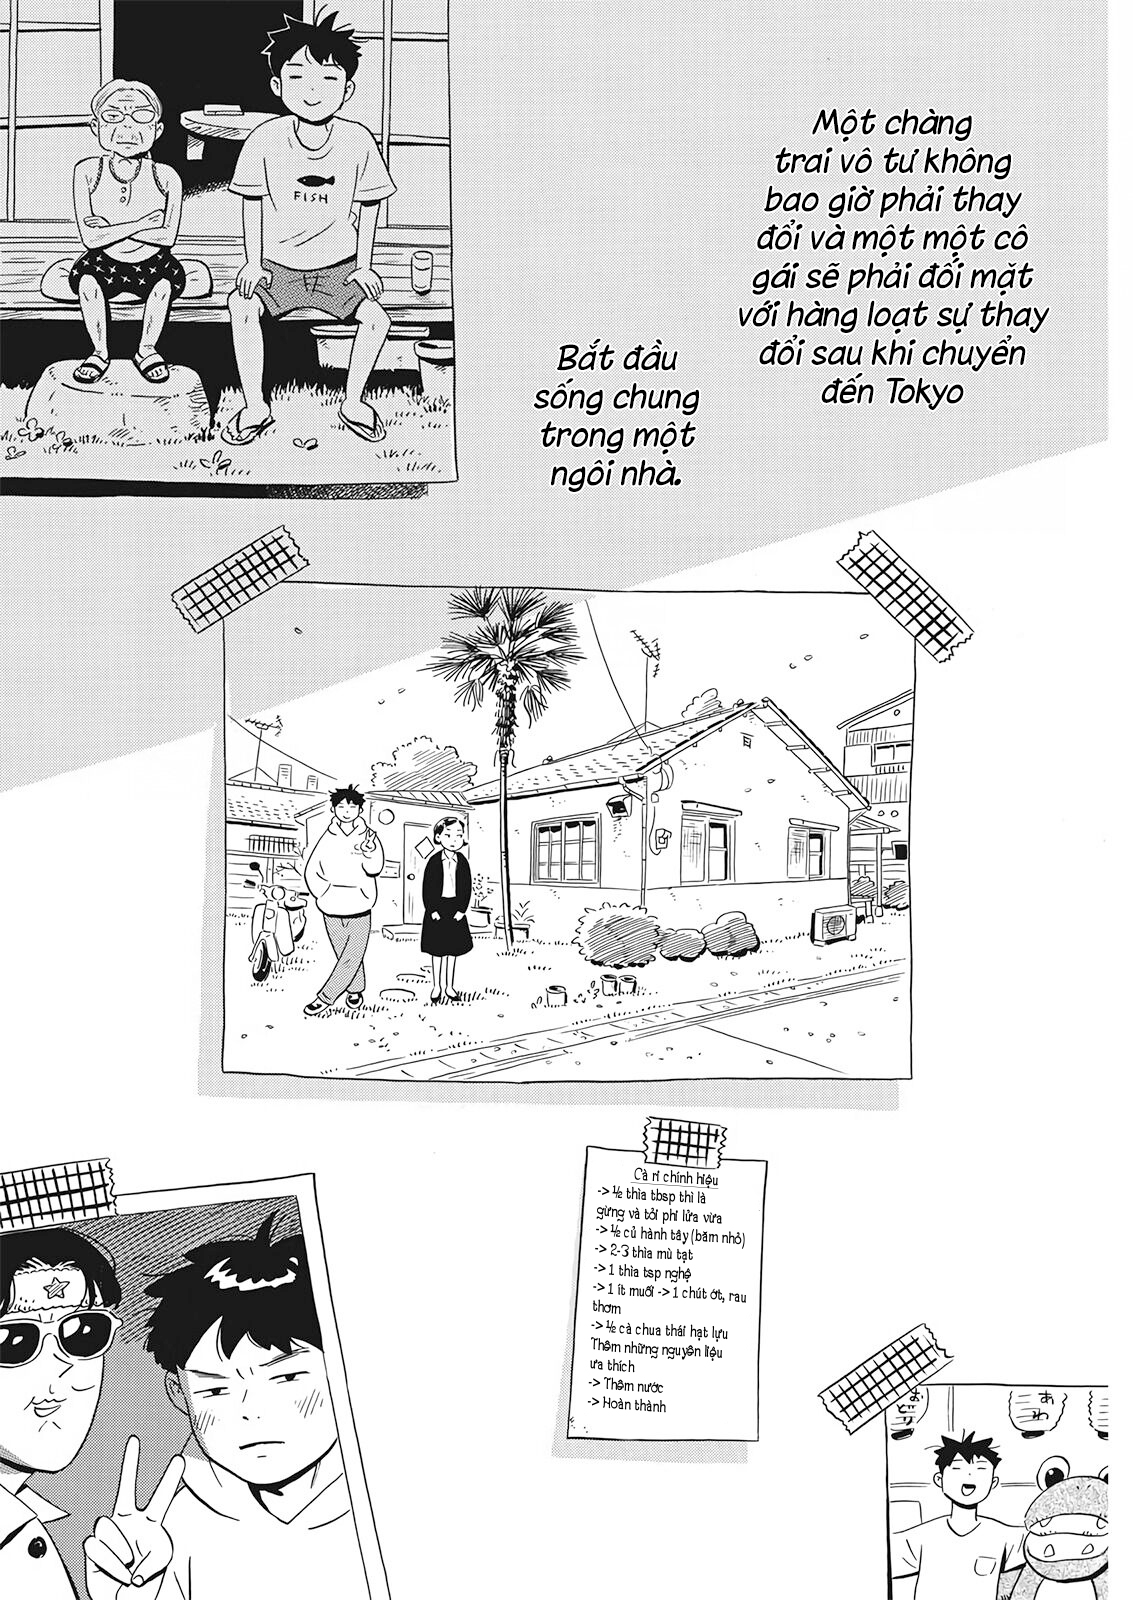 Một chàng
trai vô tư không
bao giờ phải thay
đổi và một một cô
gái sẽ phải đối mặt
với hàng loạt sự thay
đổi sau khi chuyển
đến Tokyo
Bắt đầu
sống chung
trong một
ngôi nhà.
FISH
Cà ri chính hiệu
-> ½ thìa tbsp thì là
gừng và tỏi phi lửa vừa
-> ½ củ hành tây (băm nhỏ)
-> 2-3 thìa mù tạt
-> 1 thìa tsp nghệ
-> 1 ít muối -> 1 chút ớt, rau
thơm
-> ½ cà chua thái hạt lựu
Thêm những nguyên liệu
ưa thích
-> Thêm nước
-> Hoàn thành
あわ
おどり